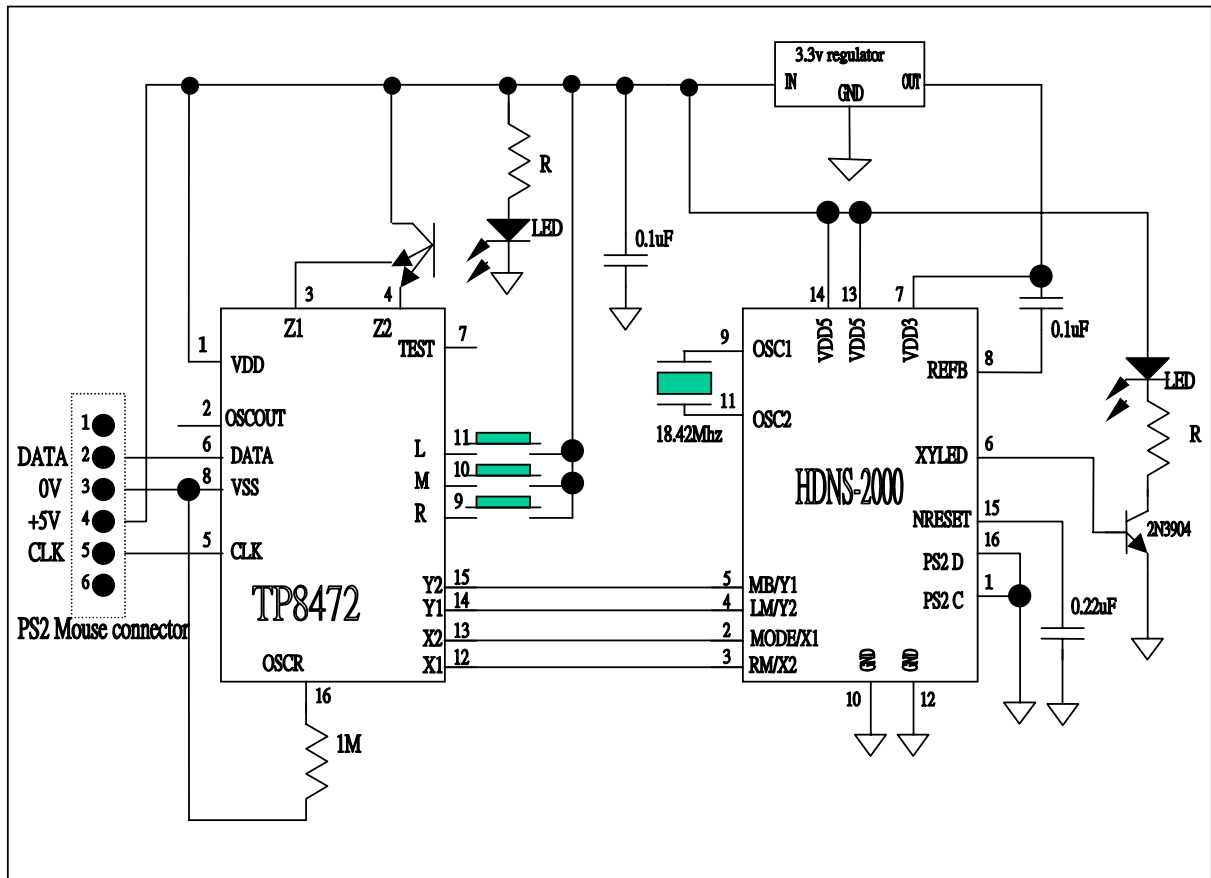 3.3v regulator
IN
OUT
GND
R
LED
0.1uF
3
4
Z1
Z2
1
VDD
TEST
7
2
OSCOUT
6
DATA
8
VSS
5
CLK
L
11
M
10
R
9
1
DATA
2
0V
3
+5V
4
CLK
5
6
PS2 Mouse connector
TP8472
Y2
15
Y1
14
X2
13
X1
12
OSCR
16
1M
14
13
7
VDD5
VDD5
VDD3
0.1uF
9
OSC1
11
OSC2
18.42Mhz
8
REFB
LED
R
6
XYLED
HDNS-2000
15
NRESET
2N3904
16
PS2 D
1
PS2 C
0.22uF
5
MB/Y1
4
LM/Y2
2
MODE/X1
3
RM/X2
GND
GND
10
12